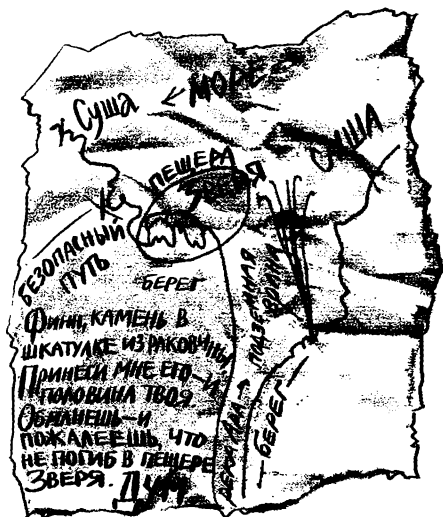 Суша
← МОРЕ
СУША
ПЕЩЕРА
ЗВЕРЯ
БЕЗОПАСНЫЙ
ПУТЬ
БЕРЕГ
ФИНН, КАМЕНЬ В
ШКАТУЛКЕ ИЗ РАКОВИНЫ
ПРИНЕСИ МНЕ ЕГО – И
ПОЛОВИНА ТВОЯ
ОБМАНЕШЬ – И
ПОЖАЛЕЕШЬ, ЧТО
НЕ ПОГИБ В ПЕЩЕРЕ
ЗВЕРЯ.
БЕРЕГ